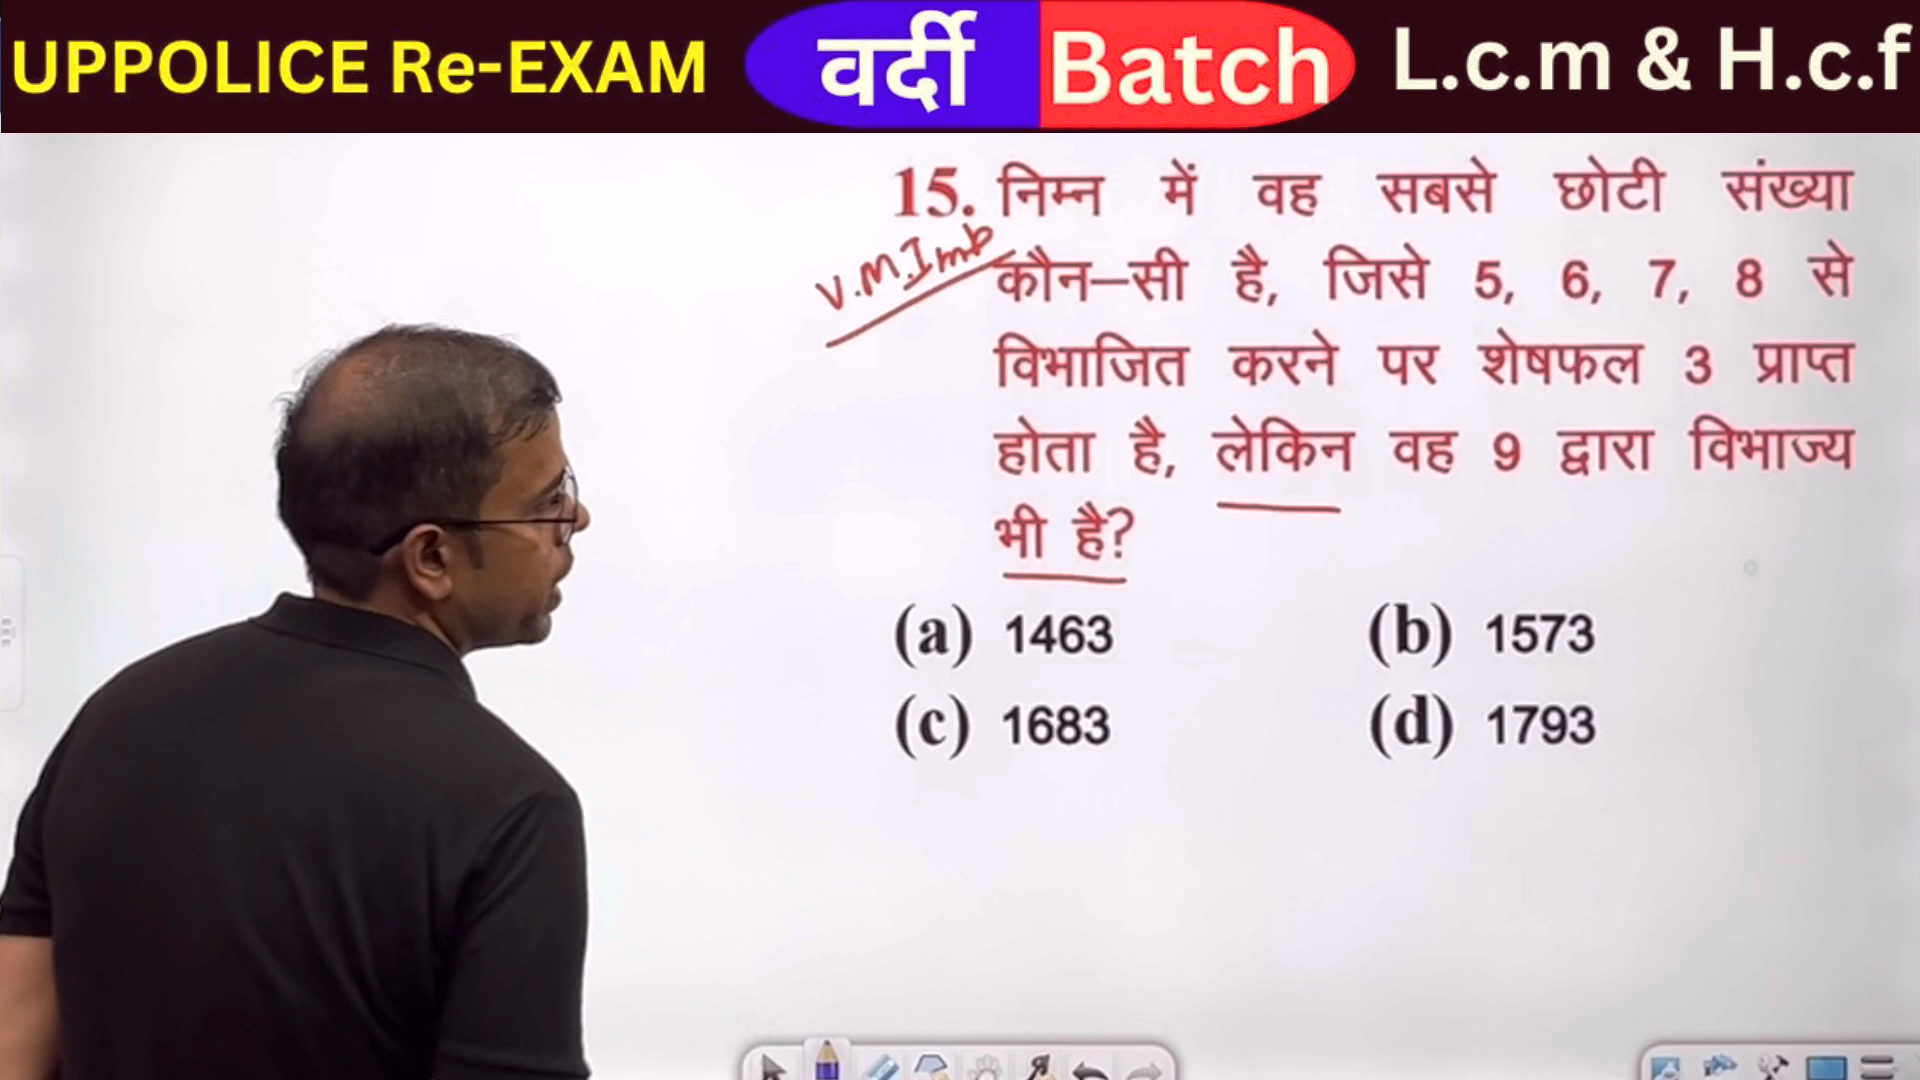 UPPOLICE Re-EXAM वर्दी Batch L.c.m & H.c.f
15. निम्न में वह सबसे छोटी संख्या
V.M.Imp
कौन–सी है, जिसे 5, 6, 7, 8 से
विभाजित करने पर शेषफल 3 प्राप्त
होता है, लेकिन वह 9 द्वारा विभाज्य
भी है?
(a) 1463 (b) 1573
(c) 1683 (d) 1793